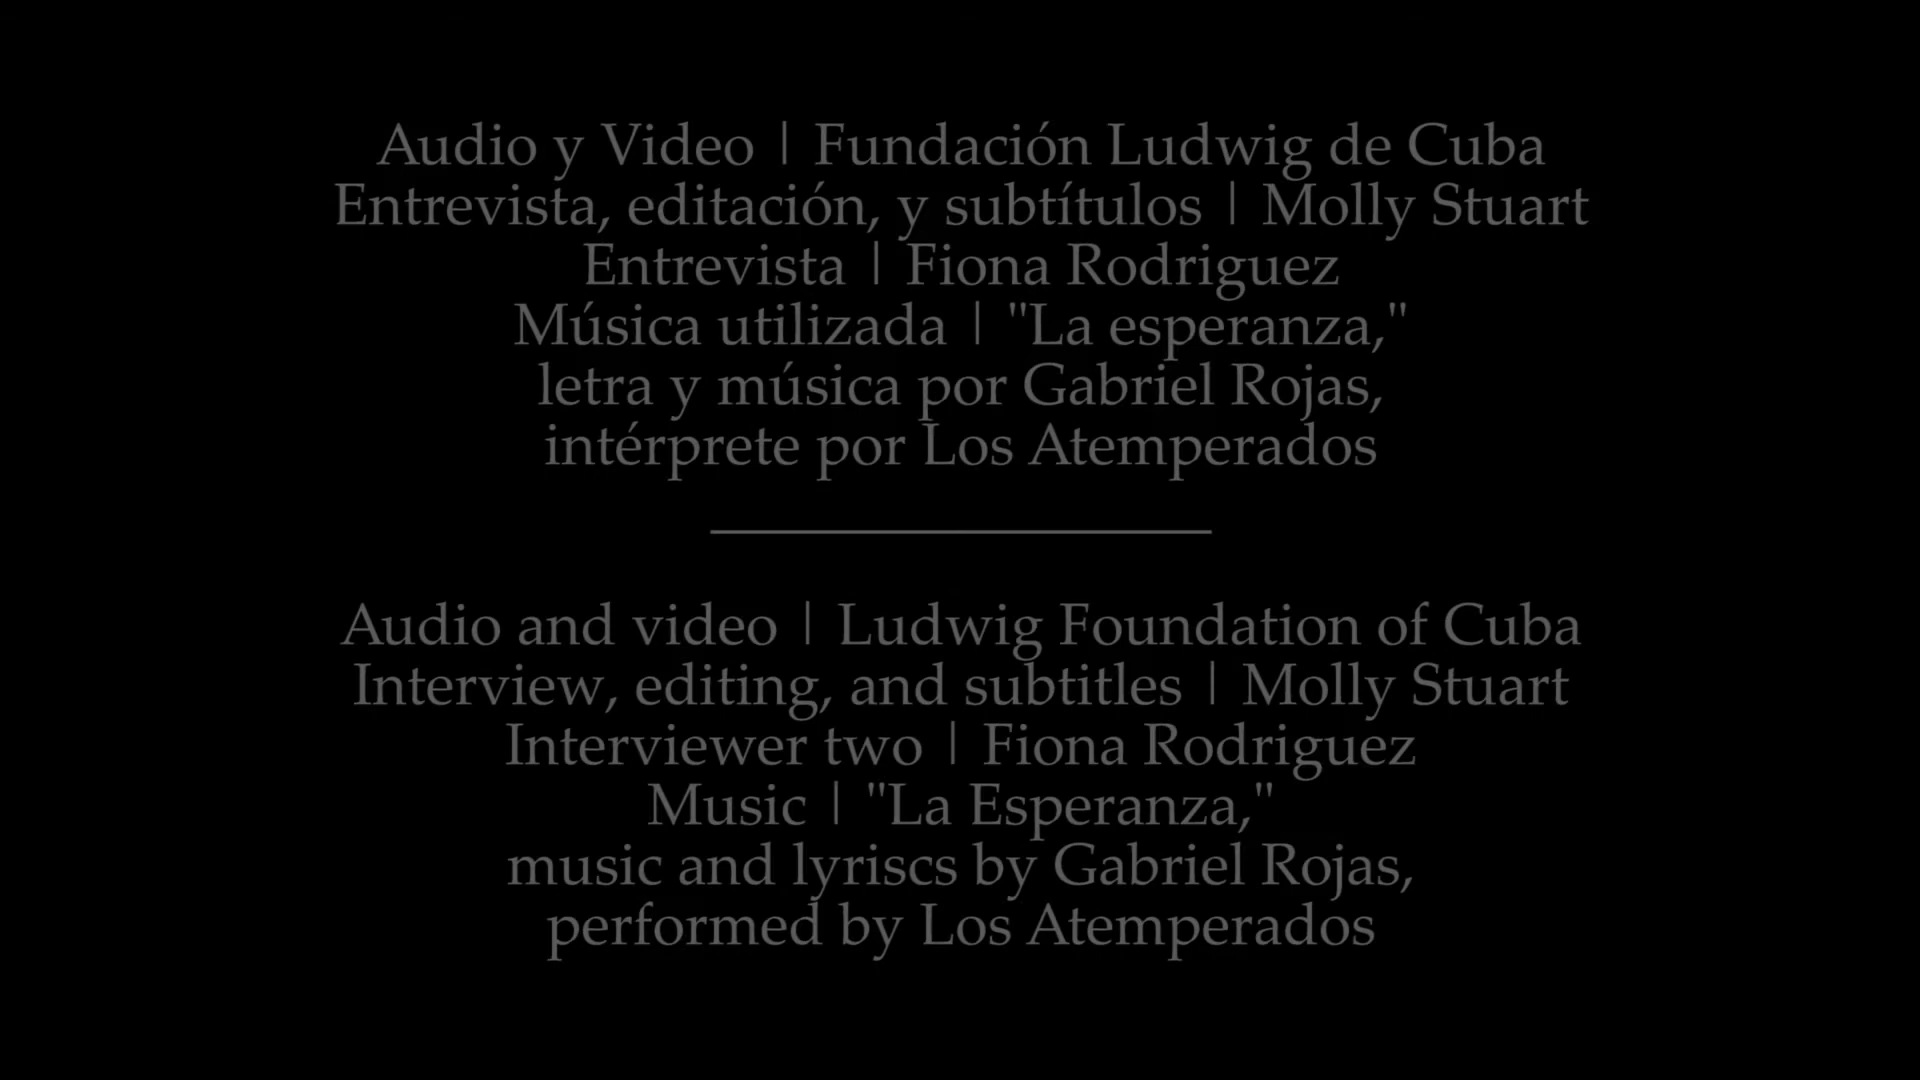 Audio y Video | Fundación Ludwig de Cuba
Entrevista, editación, y subtítulos | Molly Stuart
Entrevista | Fiona Rodriguez
Música utilizada | "La esperanza,"
letra y música por Gabriel Rojas,
intérprete por Los Atemperados
Audio and video | Ludwig Foundation of Cuba
Interview, editing, and subtitles | Molly Stuart
Interviewer two | Fiona Rodriguez
Music | "La Esperanza,"
music and lyriscs by Gabriel Rojas,
performed by Los Atemperados